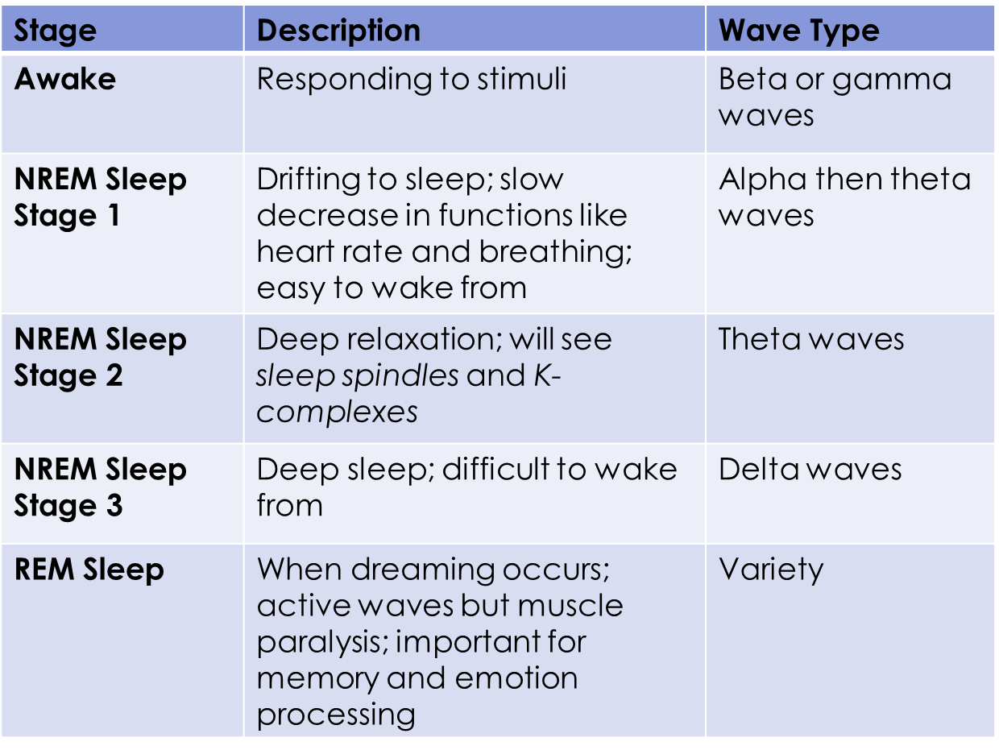 Stage
Description
Wave Type
Awake
Responding to stimuli
Beta or gamma
waves
NREM Sleep
Stage 1
Drifting to sleep; slow
decrease in functions like
heart rate and breathing;
easy to wake from
Alpha then theta
waves
NREM Sleep
Stage 2
Deep relaxation; will see
sleep spindles and K-
complexes
Theta waves
NREM Sleep
Stage 3
Deep sleep; difficult to wake
from
Delta waves
REM Sleep
When dreaming occurs;
active waves but muscle
paralysis; important for
memory and emotion
processing
Variety